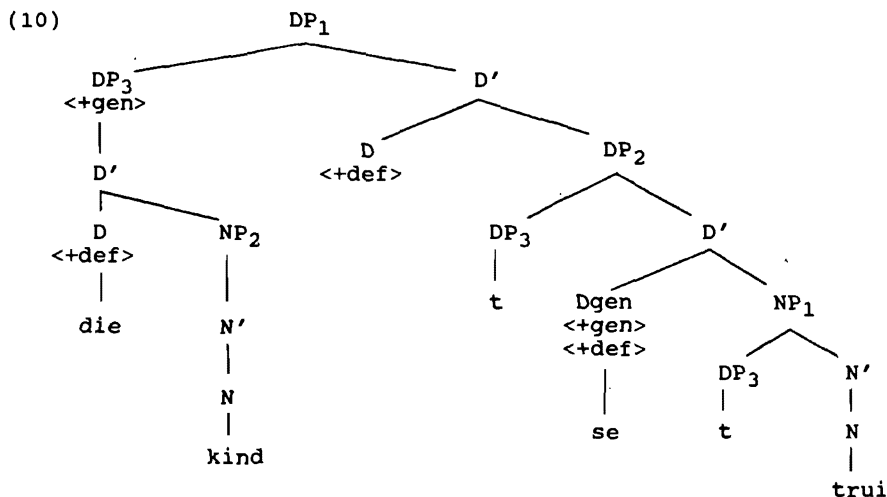 (10) DP₁
DP₃ D′
<+gen>
D DP₂
<+def>
D′
D NP₂ DP₃ D′
<+def>
t Dgen NP₁
die N′ <+gen>
<+def>
DP₃ N′
N se t N
kind
trui